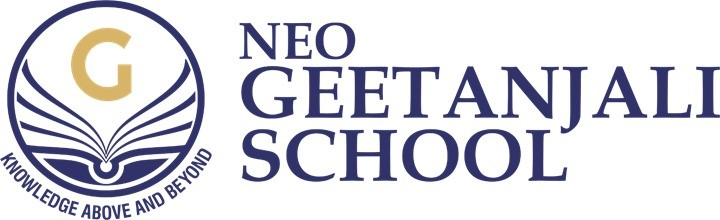 G
KNOWLEDGE ABOVE AND BEYOND
NEO
GEETANJALI
SCHOOL